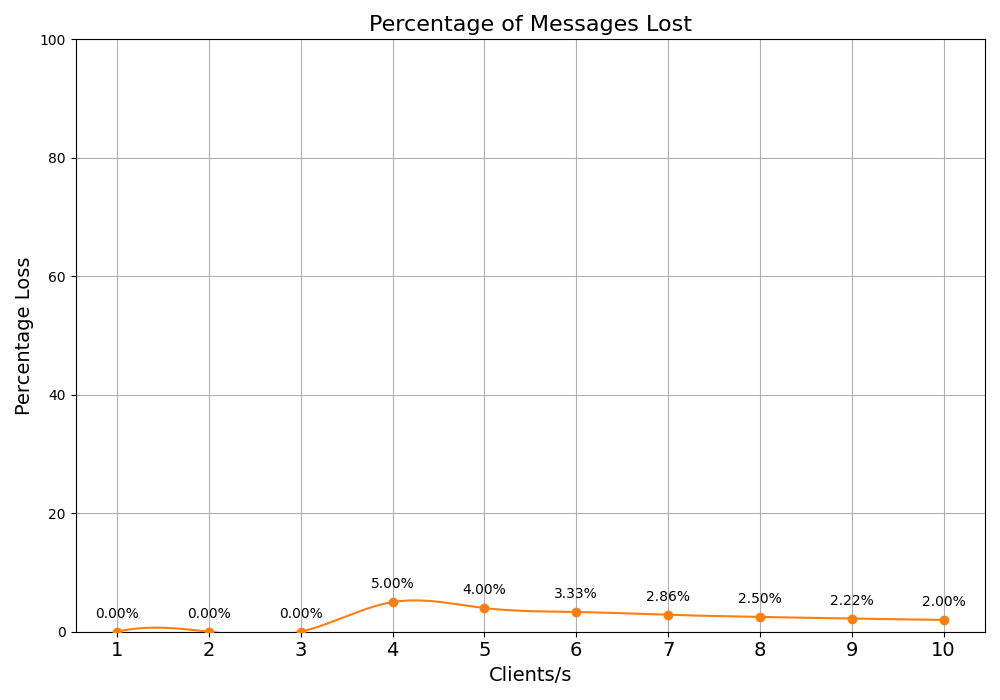 Percentage of Messages Lost
100
80
60
40
20
0
Percentage Loss
0.00% 0.00% 0.00% 5.00% 4.00% 3.33% 2.86% 2.50% 2.22% 2.00%
1 2 3 4 5 6 7 8 9 10
Clients/s